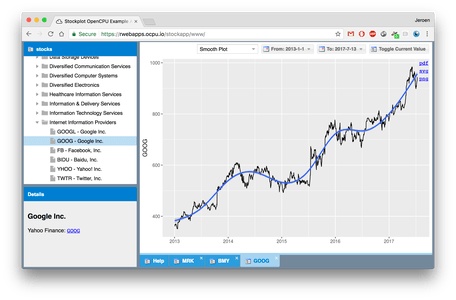 Stockplot OpenCPU Example
Jeroen
Secure https://rwebapps.ocpu.io/stockapp/www/
stocks
Data Storage Devices
Diversified Communication Services
Diversified Computer Systems
Diversified Electronics
Healthcare Information Services
Information & Delivery Services
Information Technology Services
Internet Information Providers
GOOGL - Google Inc.
GOOG - Google Inc.
FB - Facebook, Inc.
BIDU - Baidu, Inc.
YHOO - Yahoo! Inc.
TWTR - Twitter, Inc.
Details
Google Inc.
Yahoo Finance: GOOG
Smooth Plot
From: 2013-1-1
To: 2017-7-13
Toggle Current Value
pdf
svg
png
1000
800
600
400
GOOG
2013
2014
2015
2016
2017
Help
MRK
BMY
GOOG